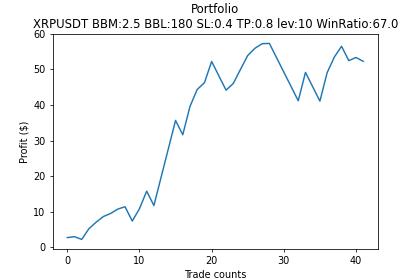 Portfolio
XRPUSDT BBM:2.5 BBL:180 SL:0.4 TP:0.8 lev:10 WinRatio:67.0
60
50
40
30
20
10
0
Profit ($)
0 10 20 30 40
Trade counts